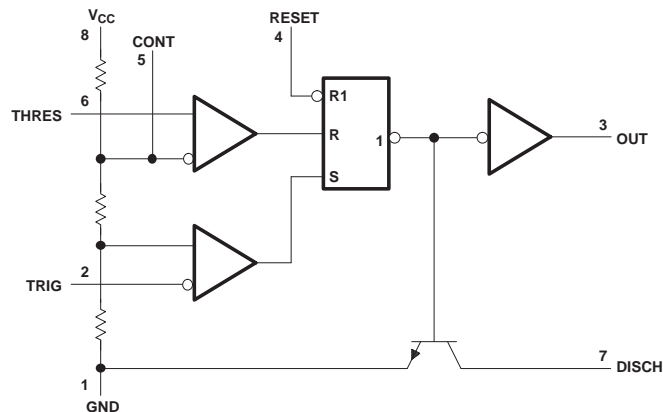 VCC
8
CONT
5
RESET
4
6
THRES
R1
R
1
S
3
OUT
2
TRIG
7
DISCH
1
GND